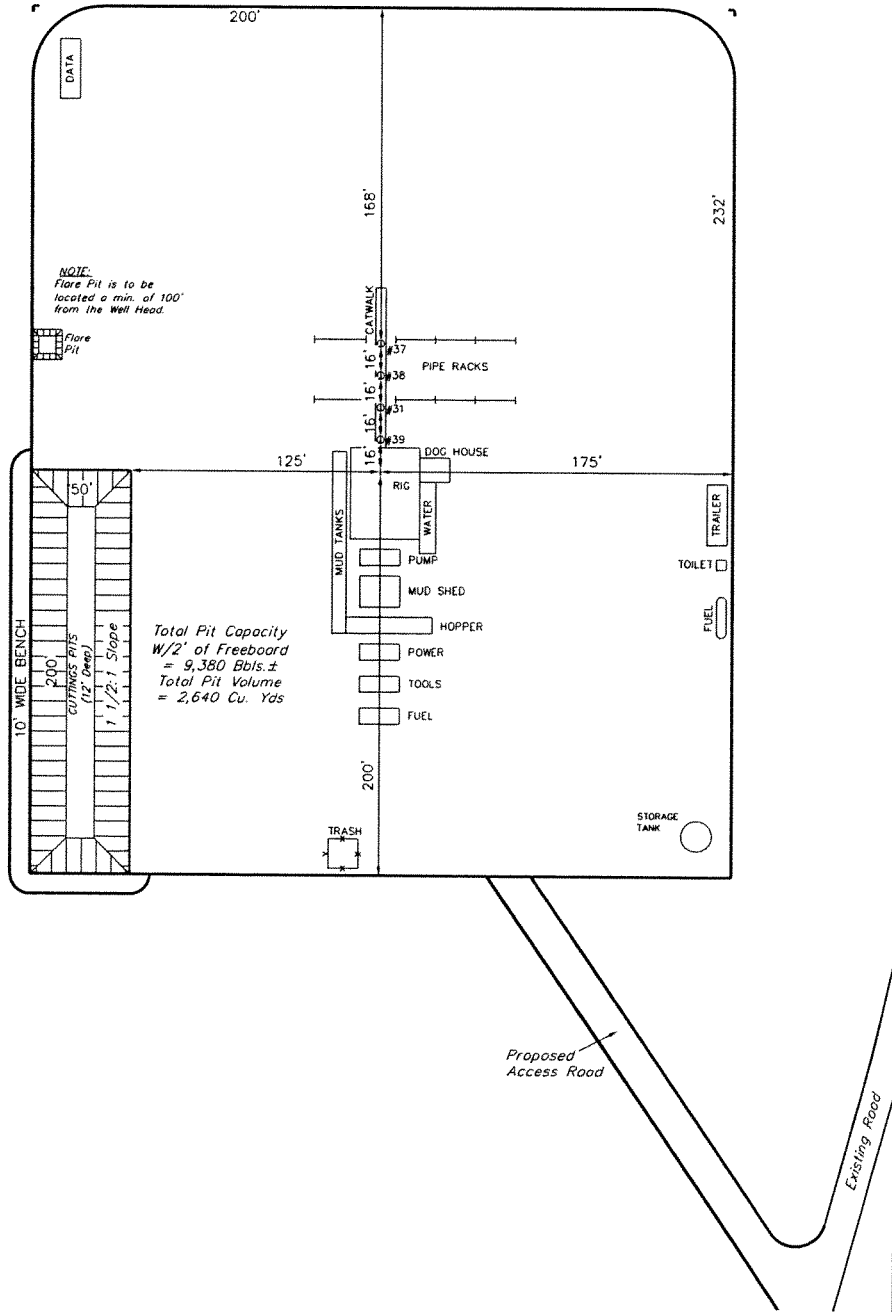 200'
DATA
168'
232'
NOTE:
Flare Pit is to be
located a min. of 100'
from the Well Head.
Flare
Pit
CATWALK
#37
16'
PIPE RACKS
#38
16'
#31
16'
#39
16'
DOG HOUSE
125'
175'
RIG
50'
MUD TANKS
WATER
TRAILER
PUMP
TOILET
MUD SHED
FUEL
HOPPER
10' WIDE BENCH
200'
CUTTINGS PITS
(12' Deep)
1 1/2:1 Slope
Total Pit Capacity
W/2' of Freeboard
= 9,380 Bbls.±
Total Pit Volume
= 2,640 Cu. Yds
POWER
TOOLS
FUEL
200'
TRASH
STORAGE
TANK
Proposed
Access Road
Existing Road